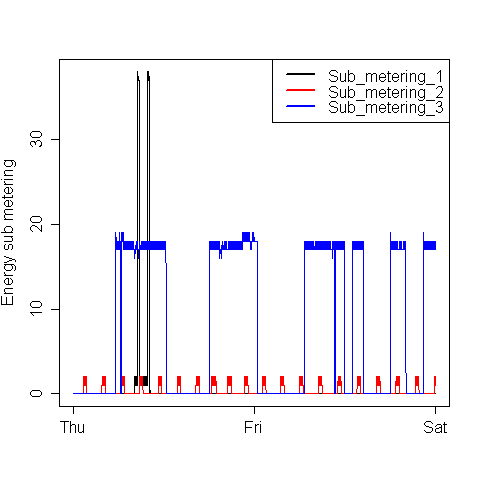 Sub_metering_1
Sub_metering_2
Sub_metering_3
Energy sub metering
30
20
10
0
Thu
Fri
Sat